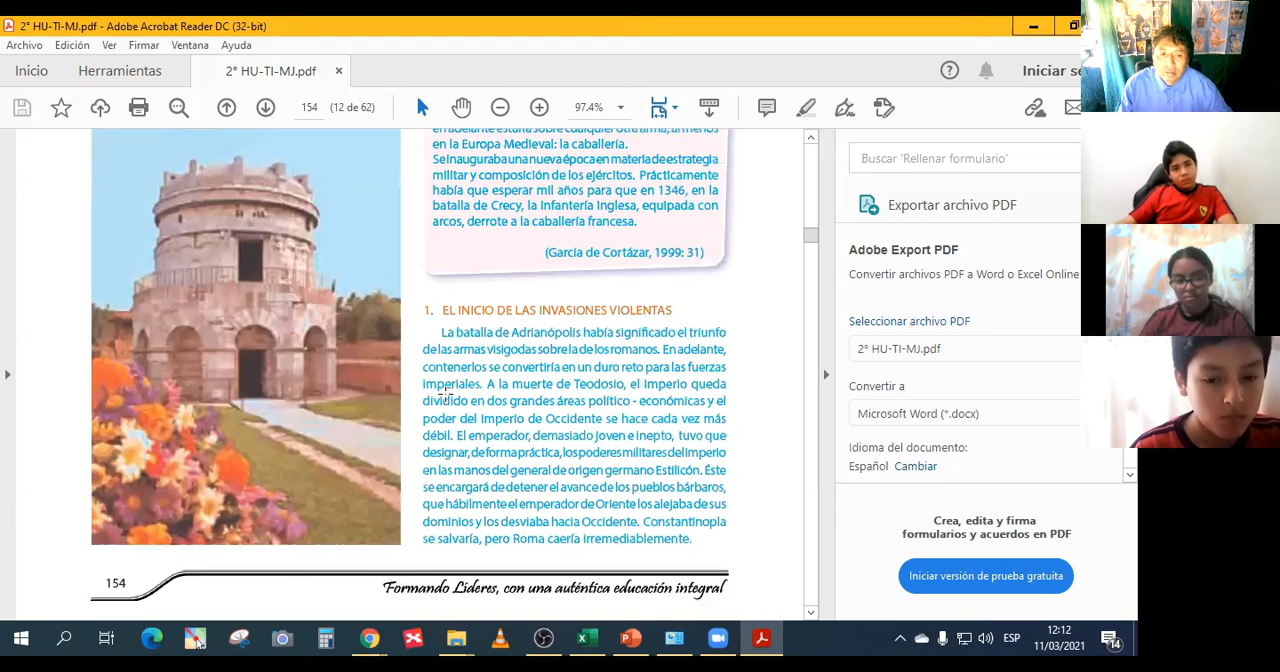 2° HU-TI-MJ.pdf - Adobe Acrobat Reader DC (32-bit)
Archivo Edición Ver Firmar Ventana Ayuda
Inicio Herramientas 2° HU-TI-MJ.pdf × Iniciar se
154 (12 de 62) 97.4%
en adelante estaría sobre cualquier otra arma, al menos
en la Europa Medieval: la caballería.
Se inauguraba una nueva época en materia de estrategia
militar y composición de los ejércitos. Prácticamente
había que esperar mil años para que en 1346, en la
batalla de Crecy, la Infantería Inglesa, equipada con
arcos, derrote a la caballería francesa.
(García de Cortázar, 1999: 31)
1. EL INICIO DE LAS INVASIONES VIOLENTAS
La batalla de Adrianópolis había significado el triunfo
de las armas visigodas sobre la de los romanos. En adelante,
contenerlos se convertiría en un duro reto para las fuerzas
imperiales. A la muerte de Teodosio, el Imperio queda
dividido en dos grandes áreas político - económicas y el
poder del Imperio de Occidente se hace cada vez más
débil. El emperador, demasiado joven e inepto, tuvo que
designar, de forma práctica, los poderes militares del imperio
en las manos del general de origen germano Estilicón. Éste
se encargará de detener el avance de los pueblos bárbaros,
que hábilmente el emperador de Oriente los alejaba de sus
dominios y los desviaba hacia Occidente. Constantinopla
se salvaría, pero Roma caería irremediablemente.
154
Formando Líderes, con una auténtica educación integral
Buscar 'Rellenar formulario'
Exportar archivo PDF
Adobe Export PDF
Convertir archivos PDF a Word o Excel Online
Seleccionar archivo PDF
2° HU-TI-MJ.pdf
Convertir a
Microsoft Word (*.docx)
Idioma del documento:
Español Cambiar
Crea, edita y firma
formularios y acuerdos en PDF
Iniciar versión de prueba gratuita
ESP
12:12
11/03/2021
14